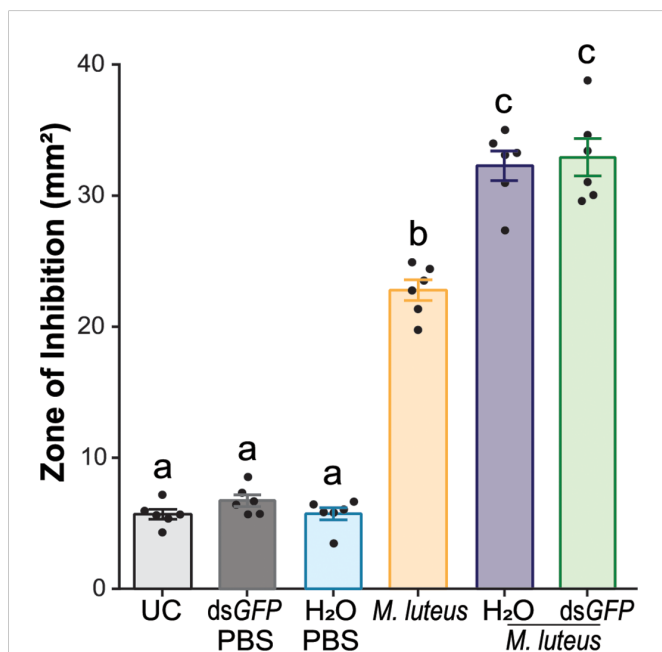 Zone of Inhibition (mm²)
40
30
20
10
0
a
a
a
b
c
c
UC
dsGFP
PBS
H₂O
PBS
M. luteus
H₂O
dsGFP
M. luteus